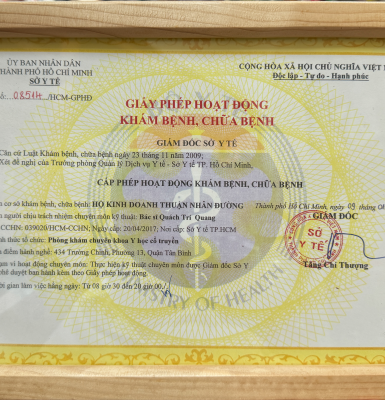 ỦY BAN NHÂN DÂN
THÀNH PHỐ HỒ CHÍ MINH
SỞ Y TẾ
CỘNG HÒA XÃ HỘI CHỦ NGHĨA VIỆT
Độc lập - Tự do - Hạnh phúc
08514 /HCM-GPHĐ
GIẤY PHÉP HOẠT ĐỘNG
KHÁM BỆNH, CHỮA BỆNH
GIÁM ĐỐC SỞ Y TẾ
Căn cứ Luật Khám bệnh, chữa bệnh ngày 23 tháng 11 năm 2009;
Xét đề nghị của Trưởng phòng Quản lý Dịch vụ Y tế - Sở Y tế TP. Hồ Chí Minh,
CẤP PHÉP HOẠT ĐỘNG KHÁM BỆNH, CHỮA BỆNH
cơ sở khám bệnh, chữa bệnh: HỘ KINH DOANH THUẬN NHÂN ĐƯỜNG
người chịu trách nhiệm chuyên môn kỹ thuật: Bác sĩ Quách Trí Quang
CCHN: 039020/HCM-CCHN; Ngày cấp: 20/04/2017; Nơi cấp: Sở Y tế TP.HCM
thức tổ chức: Phòng khám chuyên khoa Y học cổ truyền
điểm hành nghề: 434 Trường Chinh, Phường 13, Quận Tân Bình
vi hoạt động chuyên môn: Thực hiện kỹ thuật chuyên môn được Giám đốc Sở Y
phê duyệt ban hành kèm theo Giấy phép hoạt động.
gian làm việc hàng ngày: Từ 08 giờ 30 đến 20 giờ 00./.
Thành phố Hồ Chí Minh, ngày 09
GIÁM ĐỐC
SỞ
Y TẾ
Tăng Chí Thượng
MINISTRY OF HEALTH